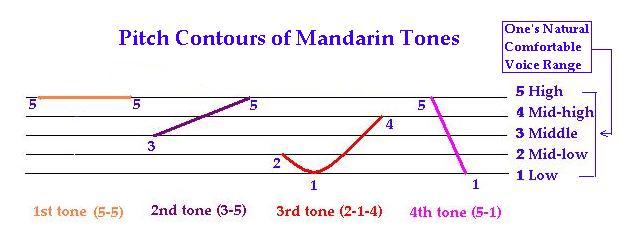 One's Natural
Comfortable
Voice Range
Pitch Contours of Mandarin Tones
5 5 5 5 5 High
4 4 Mid-high
3 3 Middle
2 2 Mid-low
1 1 1 Low
1st tone (5-5) 2nd tone (3-5) 3rd tone (2-1-4) 4th tone (5-1)